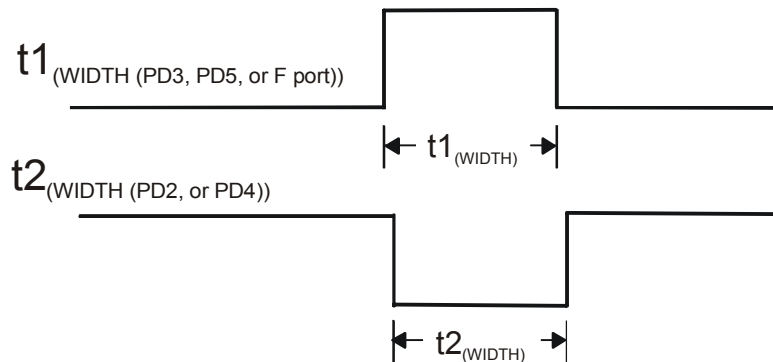 t1(WIDTH (PD3, PD5, or F port))
t1(WIDTH)
t2(WIDTH (PD2, or PD4))
t2(WIDTH)